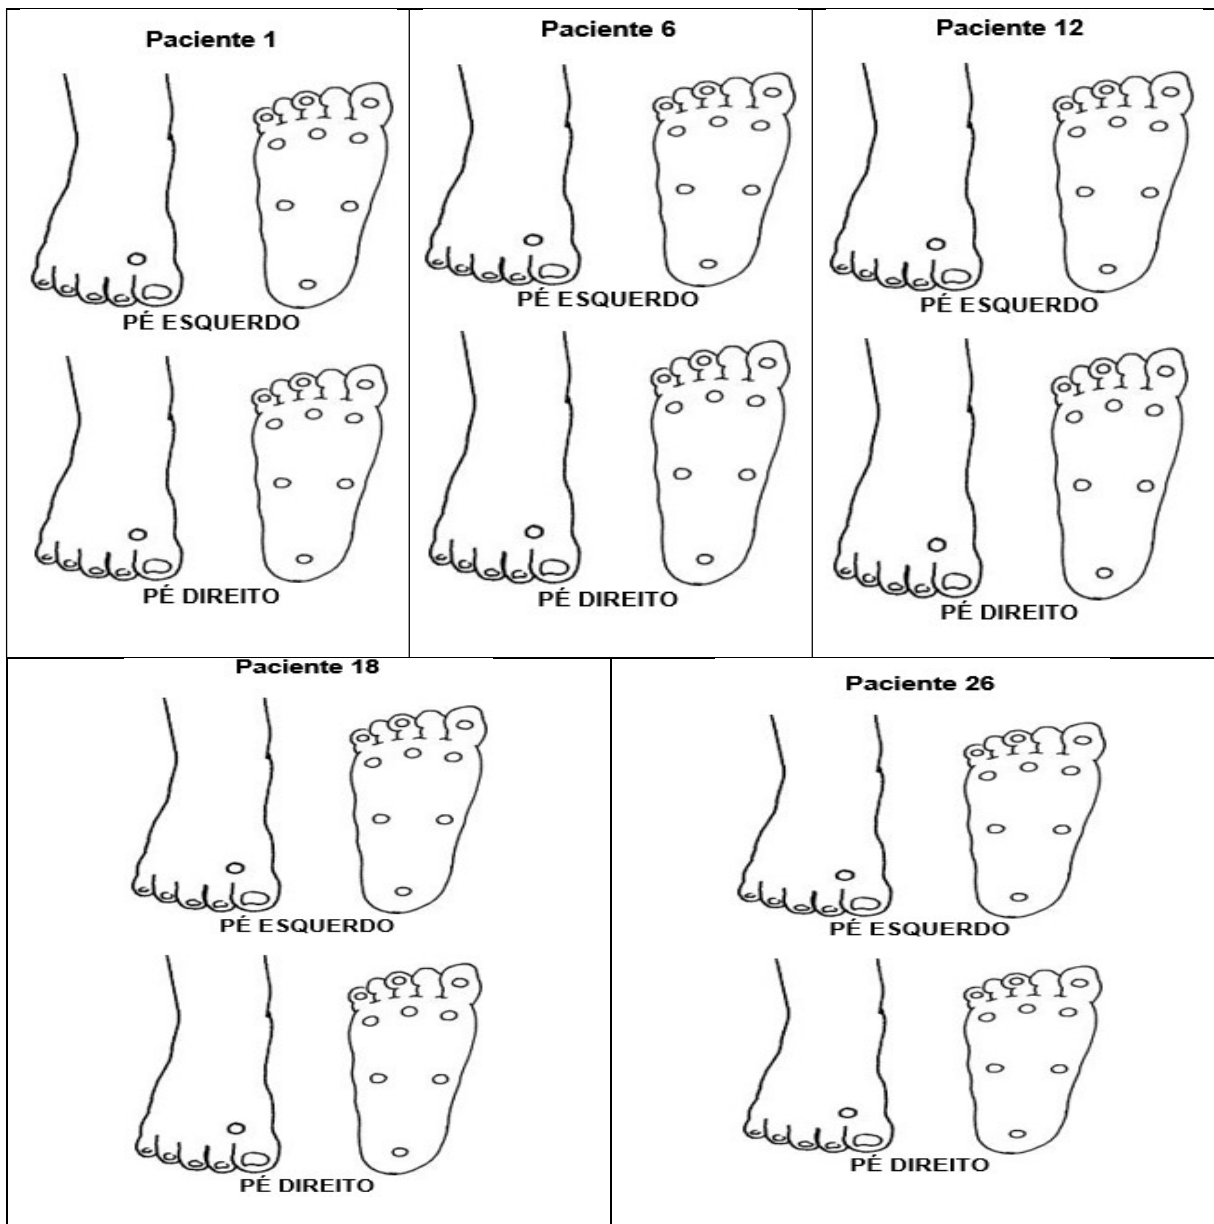 Paciente 1
PÉ ESQUERDO
PÉ DIREITO
Paciente 6
PÉ ESQUERDO
PÉ DIREITO
Paciente 12
PÉ ESQUERDO
PÉ DIREITO
Paciente 18
PÉ ESQUERDO
PÉ DIREITO
Paciente 26
PÉ ESQUERDO
PÉ DIREITO